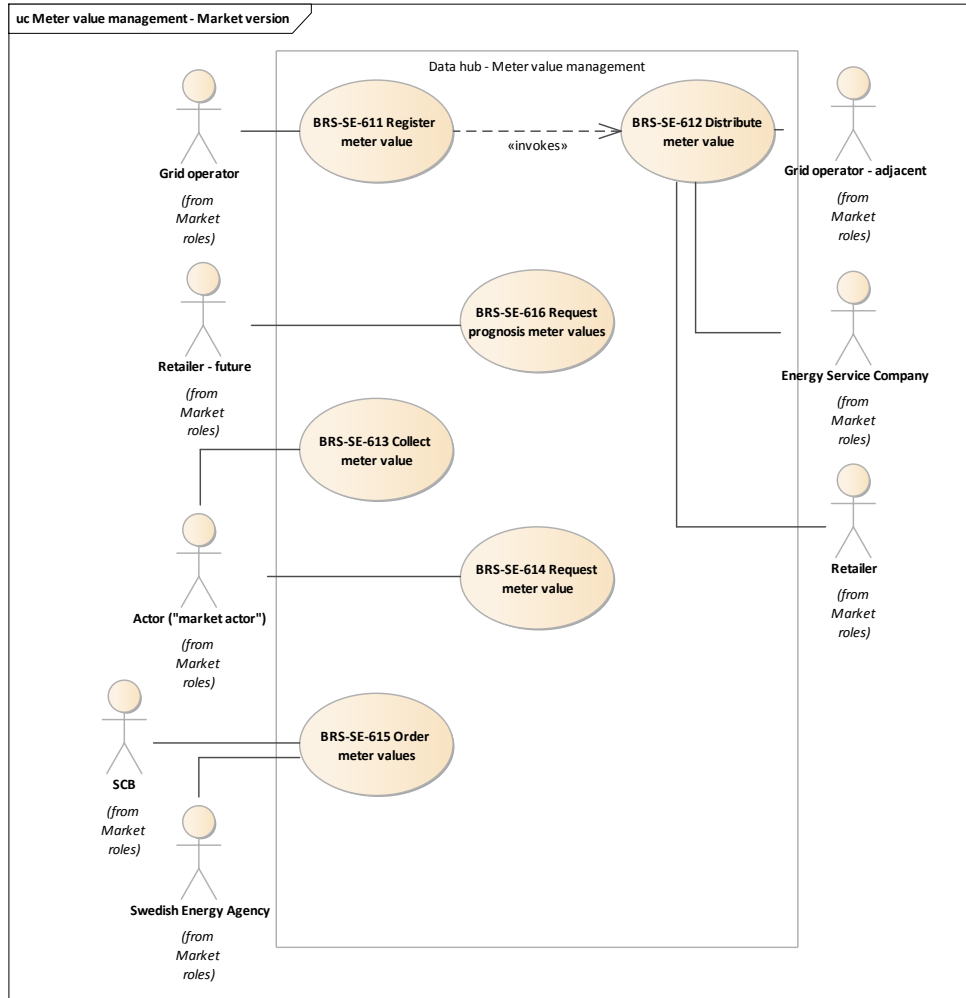 uc Meter value management - Market version
Data hub - Meter value management
BRS-SE-611 Register
meter value
«invokes»
BRS-SE-612 Distribute
meter value
Grid operator
(from
Market
roles)
Grid operator - adjacent
(from
Market
roles)
BRS-SE-616 Request
prognosis meter values
Retailer - future
(from
Market
roles)
Energy Service Company
(from
Market
roles)
BRS-SE-613 Collect
meter value
BRS-SE-614 Request
meter value
Retailer
(from
Market
roles)
Actor ("market actor")
(from
Market
roles)
BRS-SE-615 Order
meter values
SCB
(from
Market
roles)
Swedish Energy Agency
(from
Market
roles)